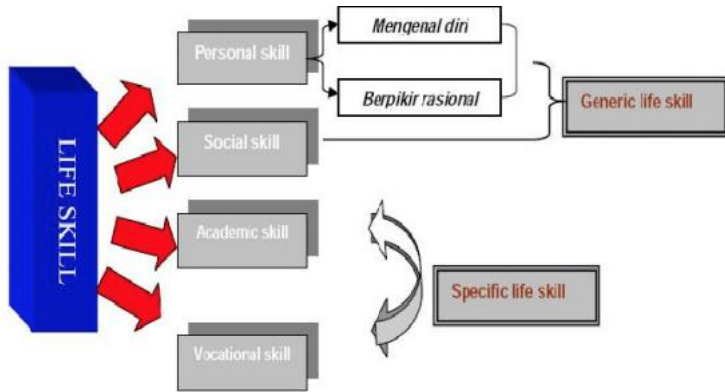 LIFE SKILL
Personal skill
Mengenal diri
Berpikir rasional
Social skill
Generic life skill
Academic skill
Specific life skill
Vocational skill